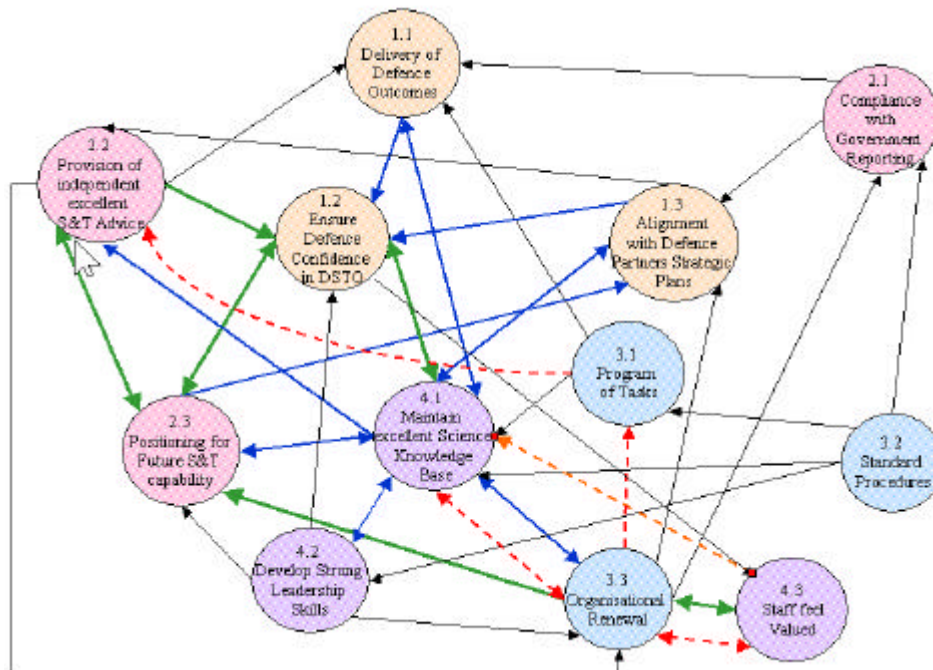 1.1
Delivery of
Defence
Outcomes
2.1
Compliance
with
Government
Reporting
2.2
Provision of
independent
excellent
S&T Advice
1.2
Ensure
Defence
Confidence
in DSTO
1.3
Alignment
with Defence
Partners Strategic
Plans
3.1
Program
of Tasks
4.1
Maintain
excellent Science
Knowledge
Base
2.3
Positioning for
Future S&T
capability
3.2
Standard
Procedures
4.2
Develop Strong
Leadership
Skills
3.3
Organisational
Renewal
4.3
Staff feel
Valued